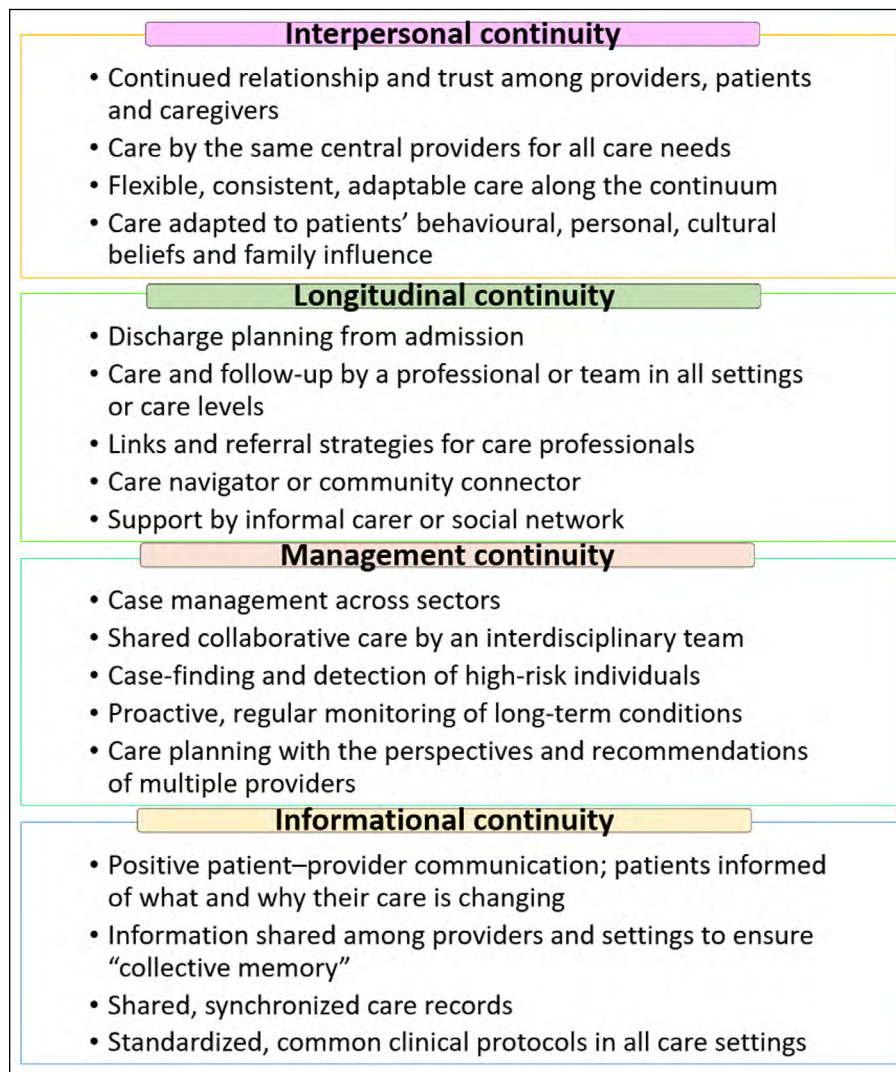 Interpersonal continuity
• Continued relationship and trust among providers, patients
and caregivers
• Care by the same central providers for all care needs
• Flexible, consistent, adaptable care along the continuum
• Care adapted to patients’ behavioural, personal, cultural
beliefs and family influence
Longitudinal continuity
• Discharge planning from admission
• Care and follow-up by a professional or team in all settings
or care levels
• Links and referral strategies for care professionals
• Care navigator or community connector
• Support by informal carer or social network
Management continuity
• Case management across sectors
• Shared collaborative care by an interdisciplinary team
• Case-finding and detection of high-risk individuals
• Proactive, regular monitoring of long-term conditions
• Care planning with the perspectives and recommendations
of multiple providers
Informational continuity
• Positive patient–provider communication; patients informed
of what and why their care is changing
• Information shared among providers and settings to ensure
“collective memory”
• Shared, synchronized care records
• Standardized, common clinical protocols in all care settings